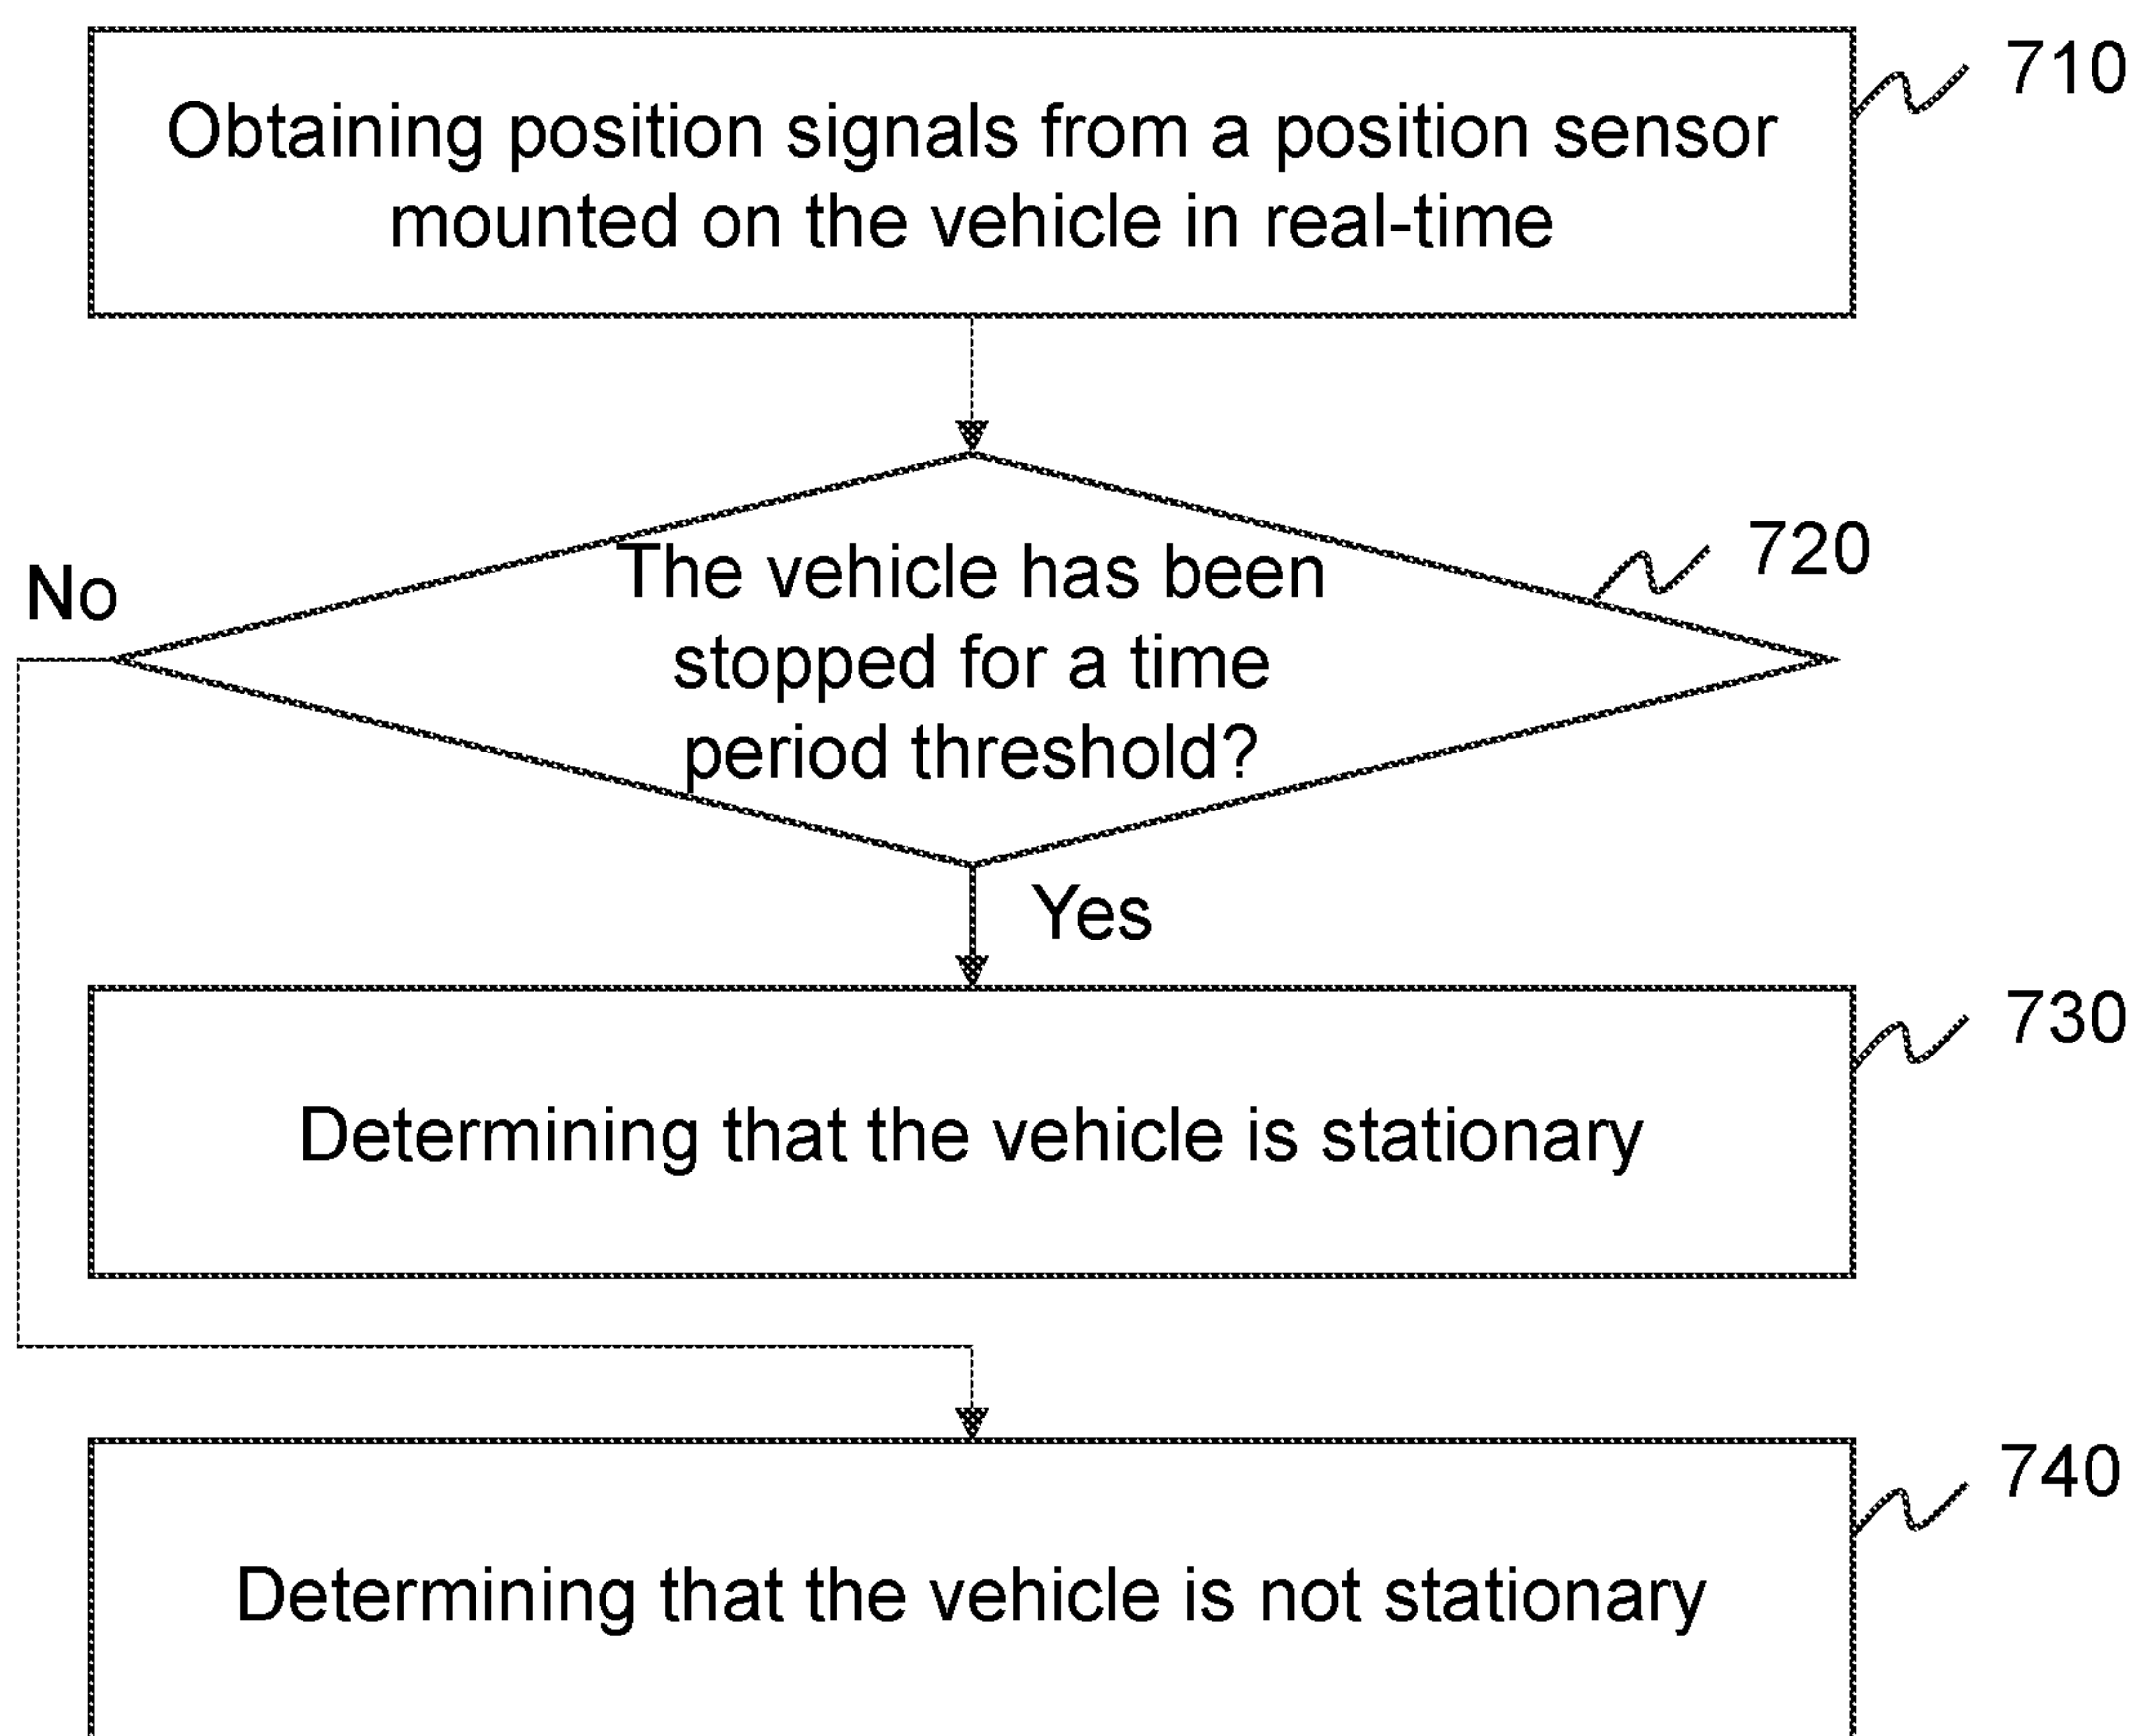 710
Obtaining position signals from a position sensor
mounted on the vehicle in real-time
720
No
The vehicle has been
stopped for a time
period threshold?
Yes
730
Determining that the vehicle is stationary
740
Determining that the vehicle is not stationary